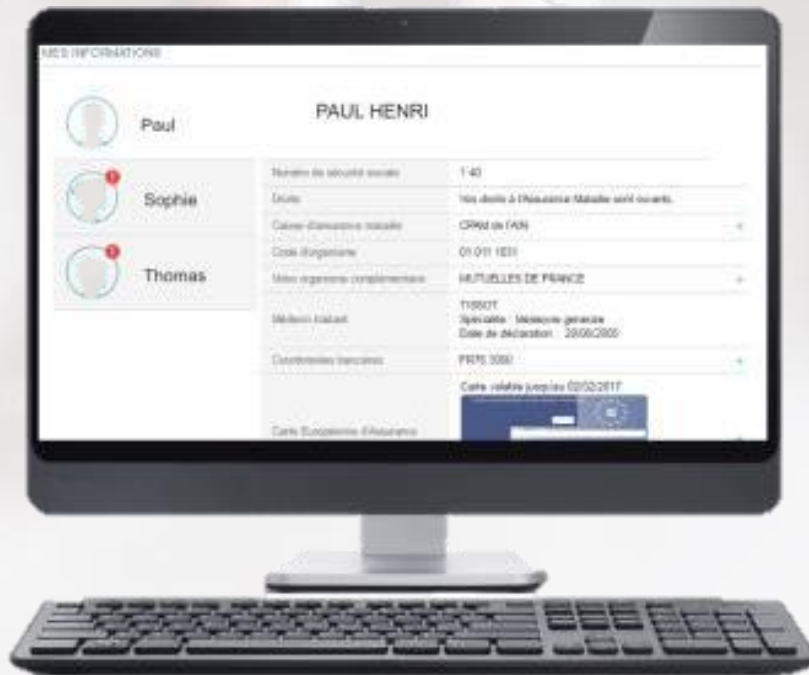 MES INFORMATIONS
Paul
Sophie
Thomas
PAUL HENRI
Numéro de sécurité sociale
1 40
Droits
Vos droits à l'Assurance Maladie sont ouverts.
Caisse d'assurance maladie
CPAM de l'AIN
+
Code d'organisme
01 011 1831
Votre organisme complémentaire
MUTUELLES DE FRANCE
+
Médecin traitant
TISSOT
Spécialité : Médecine générale
Date de déclaration : 20/06/2005
Coordonnées bancaires
FR76 3000
+
Carte Européenne d'Assurance
Carte valable jusqu'au 02/02/2017
+